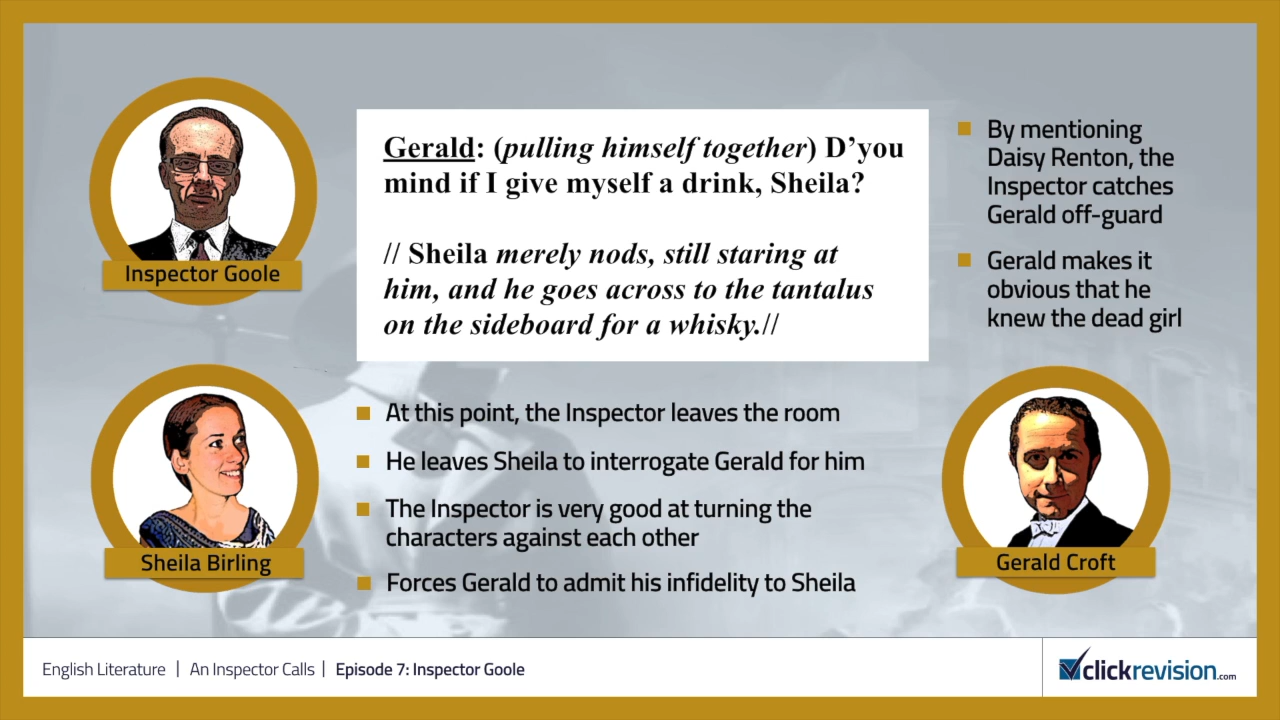 Inspector Goole
Gerald: (pulling himself together) D’you
mind if I give myself a drink, Sheila?
// Sheila merely nods, still staring at
him, and he goes across to the tantalus
on the sideboard for a whisky.//
By mentioning
Daisy Renton, the
Inspector catches
Gerald off-guard
Gerald makes it
obvious that he
knew the dead girl
Sheila Birling
At this point, the Inspector leaves the room
He leaves Sheila to interrogate Gerald for him
The Inspector is very good at turning the
characters against each other
Forces Gerald to admit his infidelity to Sheila
Gerald Croft
English Literature | An Inspector Calls | Episode 7: Inspector Goole
clickrevision.com